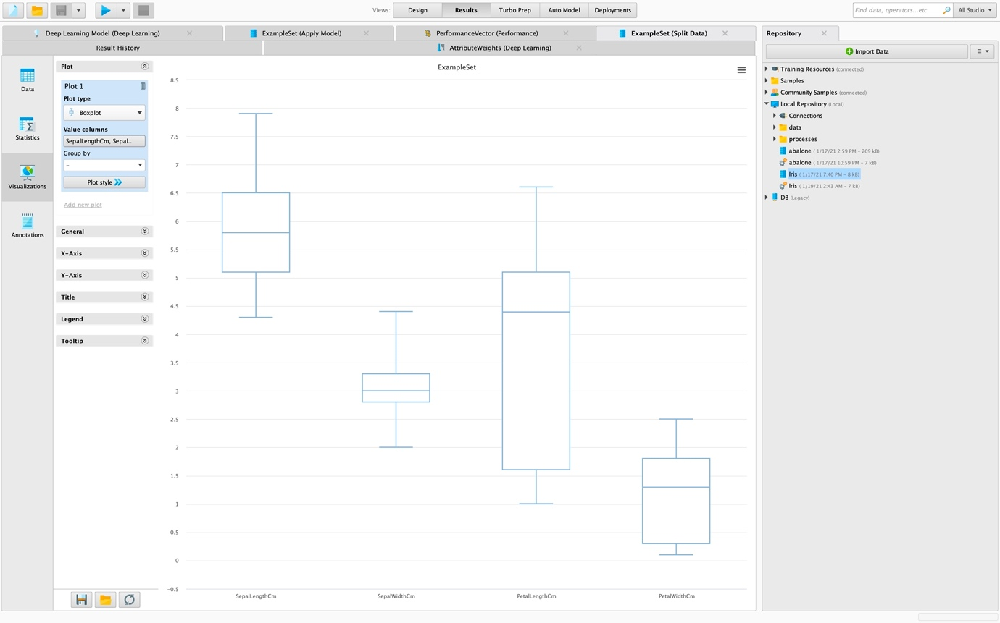 Views:
Design
Results
Turbo Prep
Auto Model
Deployments
Find data, operators...etc
All Studio
Deep Learning Model (Deep Learning)
ExampleSet (Apply Model)
PerformanceVector (Performance)
ExampleSet (Split Data)
Result History
AttributeWeights (Deep Learning)
Data
Statistics
Visualizations
Annotations
Plot
Plot 1
Plot type
Boxplot
Value columns
SepalLengthCm, Sepal..
Group by
–
Plot style
Add new plot
General
X-Axis
Y-Axis
Title
Legend
Tooltip
ExampleSet
8.5
8
7.5
7
6.5
6
5.5
5
4.5
4
3.5
3
2.5
2
1.5
1
0.5
0
−0.5
SepalLengthCm
SepalWidthCm
PetalLengthCm
PetalWidthCm
Repository
Import Data
Training Resources (connected)
Samples
Community Samples (connected)
Local Repository (Local)
Connections
data
processes
abalone ( 1/17/21 2:59 PM – 269 kB)
abalone ( 1/17/21 10:59 PM – 7 kB)
Iris ( 1/17/21 7:40 PM – 8 kB)
Iris ( 1/19/21 2:43 AM – 7 kB)
DB (Legacy)